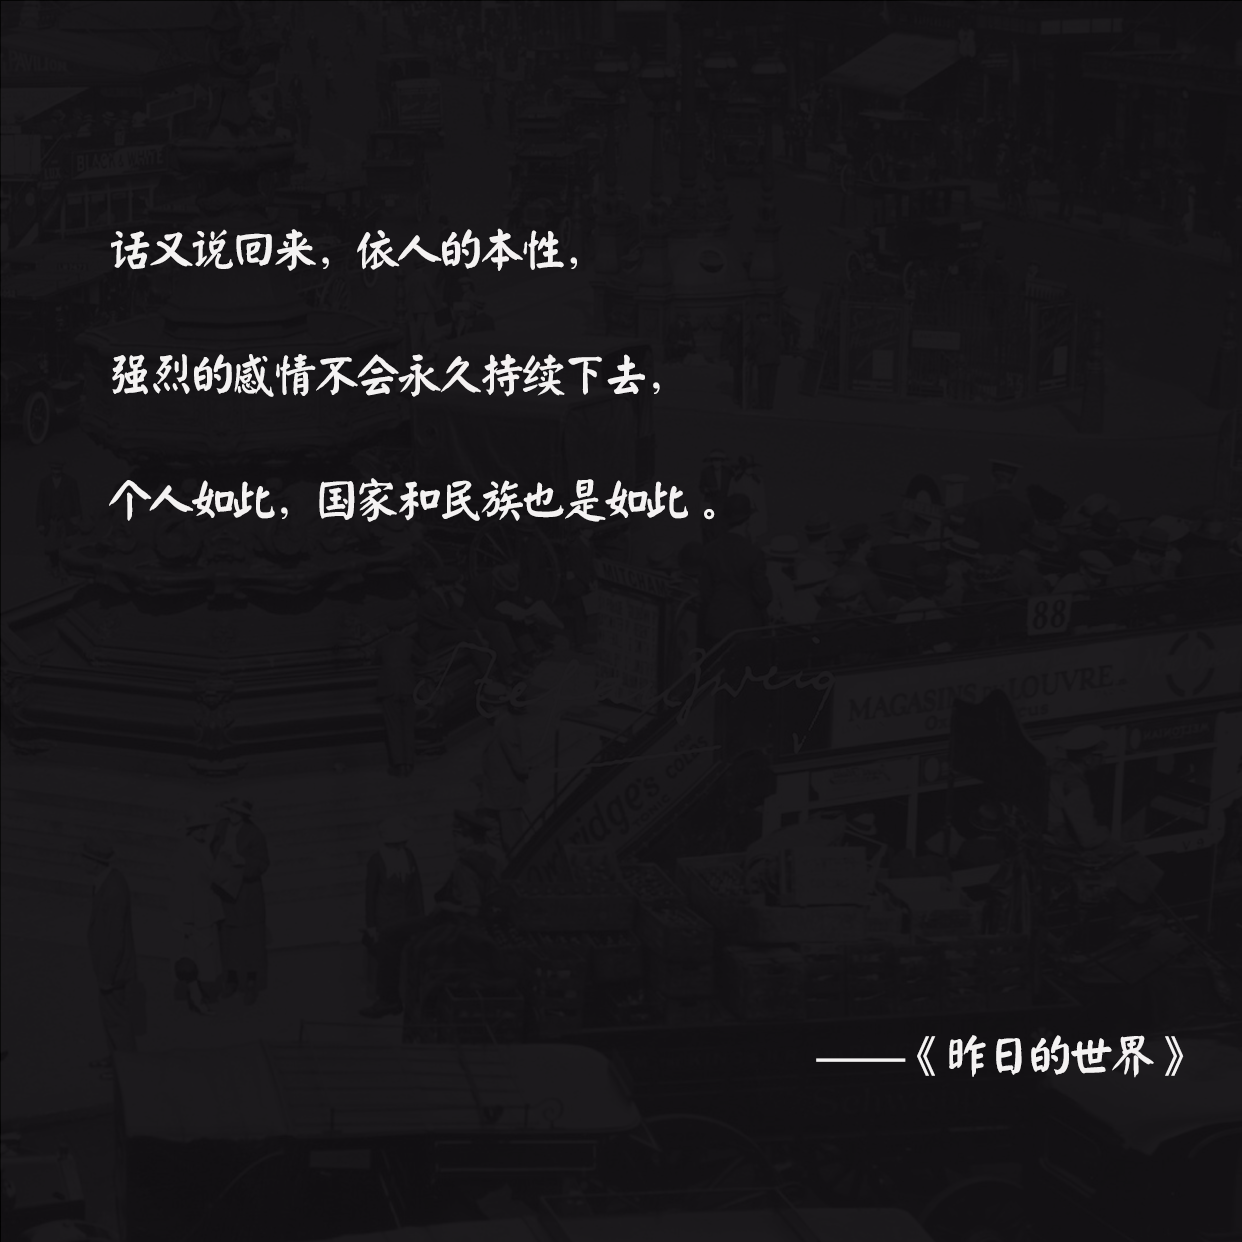 话又说回来，依人的本性，
强烈的感情不会永久持续下去，
个人如此，国家和民族也是如此。
88
MAGASINS DU LOUVRE
——《昨日的世界》